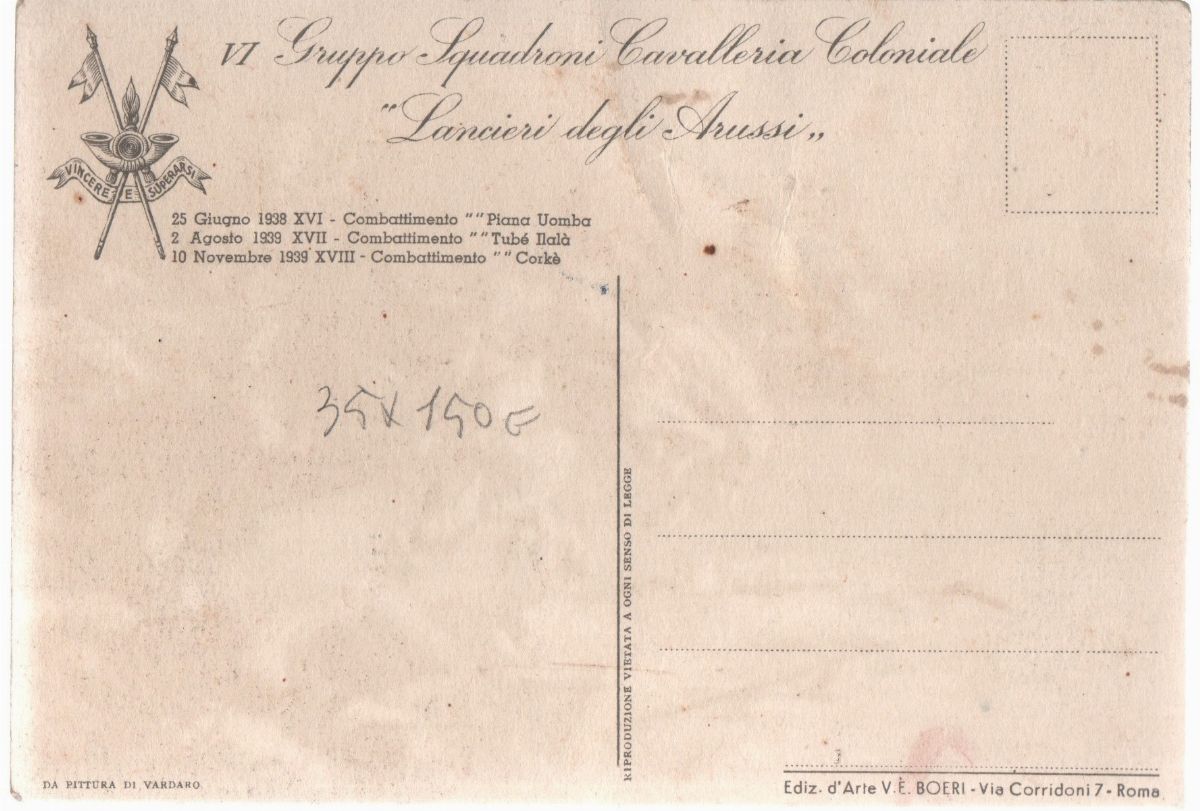 VI Gruppo Squadroni Cavalleria Coloniale
"Lancieri degli Arussi„
VINCERE E SUPERARSI
25 Giugno 1938 XVI - Combattimento "" Piana Uomba
2 Agosto 1939 XVII - Combattimento "" Tubé Ilalà
10 Novembre 1939 XVIII - Combattimento "" Corkè
35x150€
RIPRODUZIONE VIETATA A OGNI SENSO DI LEGGE
DA PITTURA DI VARDARO
Ediz. d'Arte V. E. BOERI - Via Corridoni 7 - Roma